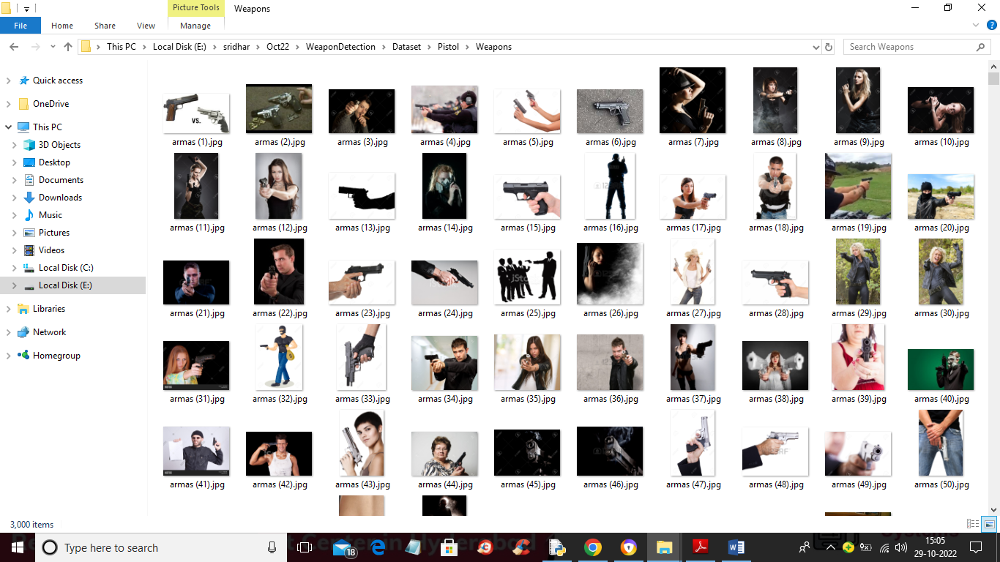 Picture Tools
Weapons
File
Home
Share
View
Manage
This PC > Local Disk (E:) > sridhar > Oct22 > WeaponDetection > Dataset > Pistol > Weapons
Search Weapons
Quick access
OneDrive
This PC
3D Objects
Desktop
Documents
Downloads
Music
Pictures
Videos
Local Disk (C:)
Local Disk (E:)
Libraries
Network
Homegroup
VS.
armas (1).jpg
armas (2).jpg
armas (3).jpg
armas (4).jpg
armas (5).jpg
armas (6).jpg
armas (7).jpg
armas (8).jpg
armas (9).jpg
armas (10).jpg
armas (11).jpg
armas (12).jpg
armas (13).jpg
armas (14).jpg
armas (15).jpg
armas (16).jpg
armas (17).jpg
armas (18).jpg
armas (19).jpg
armas (20).jpg
armas (21).jpg
armas (22).jpg
armas (23).jpg
armas (24).jpg
armas (25).jpg
armas (26).jpg
armas (27).jpg
armas (28).jpg
armas (29).jpg
armas (30).jpg
armas (31).jpg
armas (32).jpg
armas (33).jpg
armas (34).jpg
armas (35).jpg
armas (36).jpg
armas (37).jpg
armas (38).jpg
armas (39).jpg
armas (40).jpg
armas (41).jpg
armas (42).jpg
armas (43).jpg
armas (44).jpg
armas (45).jpg
armas (46).jpg
armas (47).jpg
armas (48).jpg
armas (49).jpg
armas (50).jpg
3,000 items
Type here to search
18
15:05
29-10-2022